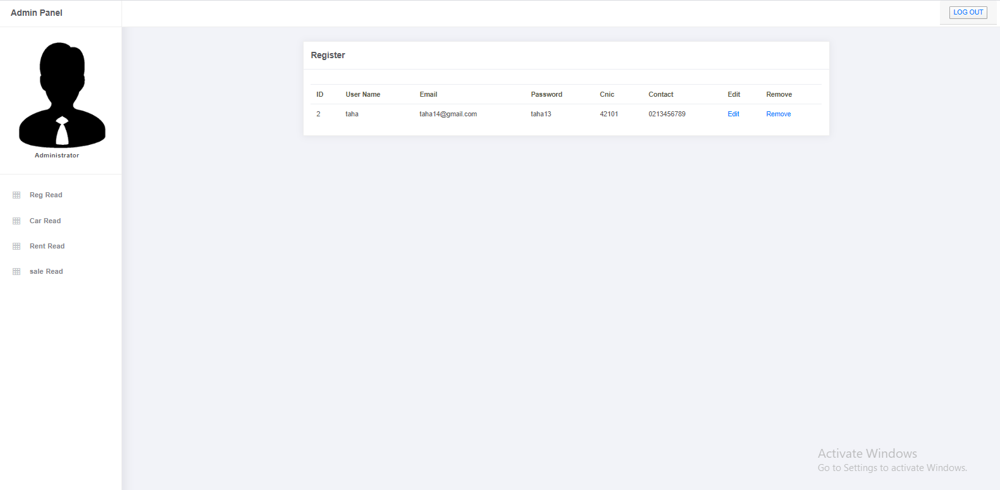 Admin Panel
LOG OUT
Administrator
Reg Read
Car Read
Rent Read
sale Read
Register
ID User Name Email Password Cnic Contact Edit Remove
2 taha taha14@gmail.com taha13 42101 0213456789 Edit Remove
Activate Windows
Go to Settings to activate Windows.